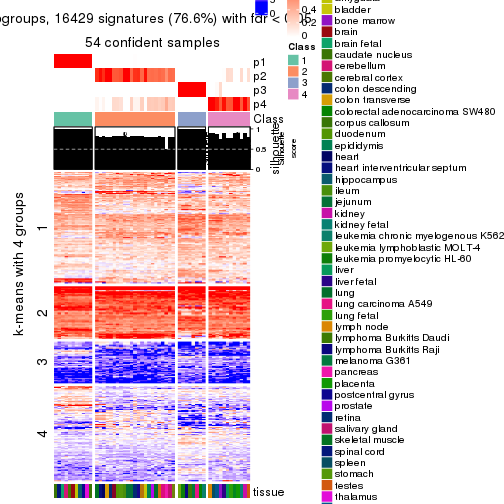 groups, 16429 signatures (76.6%) with fdr < 0.05
54 confident samples
p1
p2
p3
p4
Class
1
0.5
0
silhouette
score
k-means with 4 groups
1
2
3
4
tissue
0.4
0.2
0
Class
1
2
3
4
bladder
bone marrow
brain
brain fetal
caudate nucleus
cerebellum
cerebral cortex
colon descending
colon transverse
colorectal adenocarcinoma SW480
corpus callosum
duodenum
epididymis
heart
heart interventricular septum
hippocampus
ileum
jejunum
kidney
kidney fetal
leukemia chronic myelogenous K562
leukemia lymphoblastic MOLT-4
leukemia promyelocytic HL-60
liver
liver fetal
lung
lung carcinoma A549
lung fetal
lymph node
lymphoma Burkitts Daudi
lymphoma Burkitts Raji
melanoma G361
pancreas
placenta
postcentral gyrus
prostate
retina
salivary gland
skeletal muscle
spinal cord
spleen
stomach
testes
thalamus